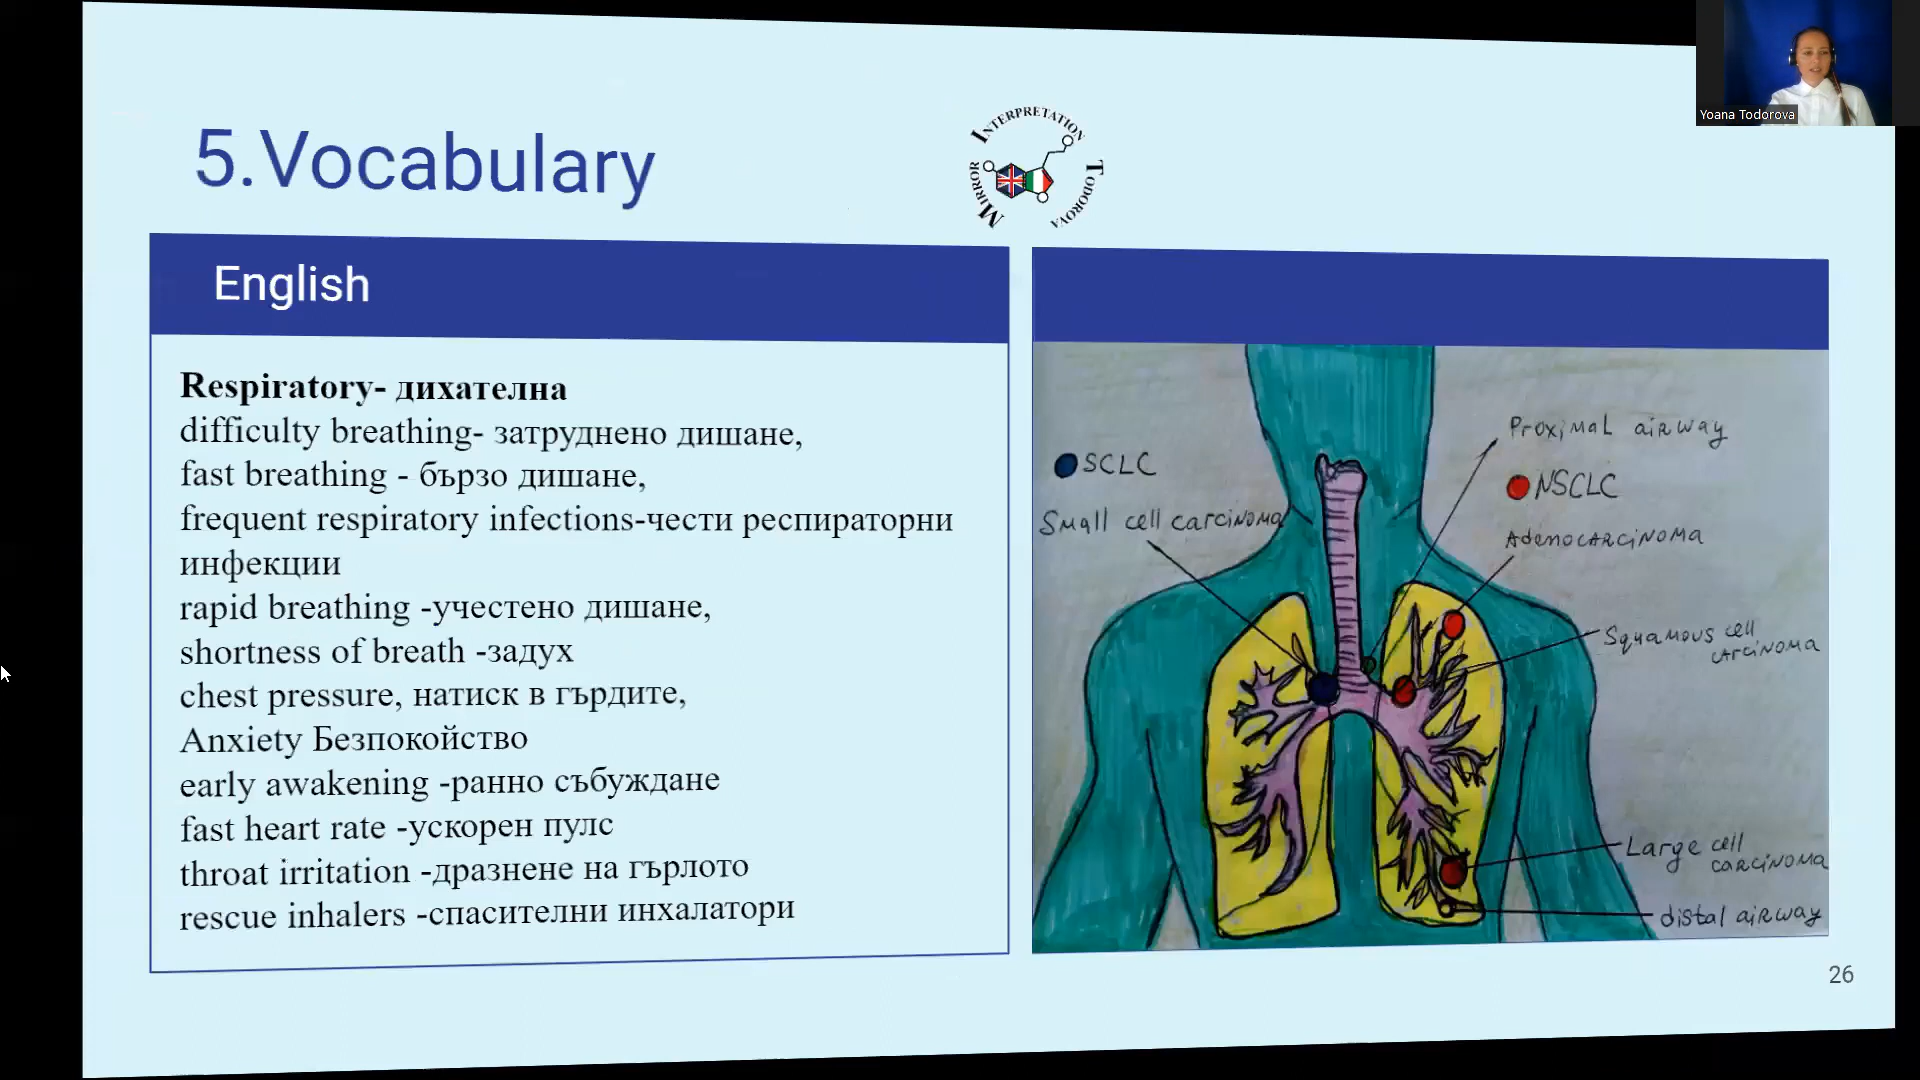 Yoana Todorova
5.Vocabulary
MIRROR INTERPRETATION TODOROVA
English
Respiratory- дихателна
difficulty breathing- затруднено дишане,
fast breathing - бързо дишане,
frequent respiratory infections-чести респираторни
инфекции
rapid breathing -учестено дишане,
shortness of breath -задух
chest pressure, натиск в гърдите,
Anxiety Безпокойство
early awakening -ранно събуждане
fast heart rate -ускорен пулс
throat irritation -дразнене на гърлото
rescue inhalers -спасителни инхалатори
SCLC
Small cell carcinoma
Proximal airway
NSCLC
Adenocarcinoma
Squamous cell
carcinoma
Large cell
carcinoma
distal airway
26